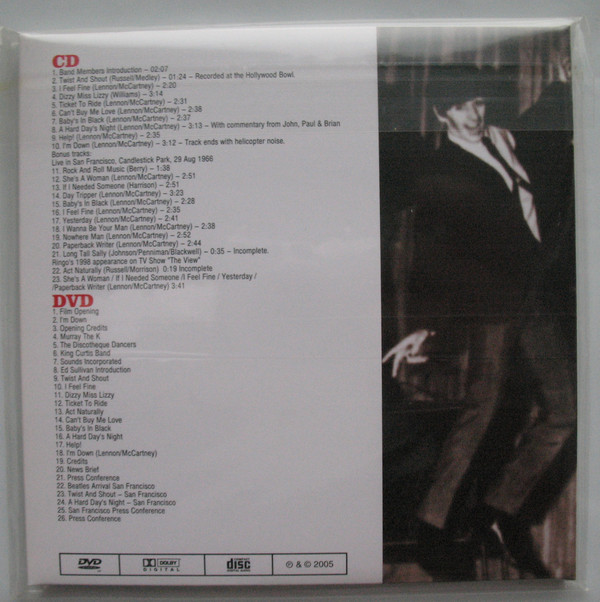 CD
1. Band Members Introduction – 02:07
2. Twist And Shout (Russell/Medley) – 01:24 – Recorded at the Hollywood Bowl.
3. I Feel Fine (Lennon/McCartney) – 2:20
4. Dizzy Miss Lizzy (Williams) – 3:14
5. Ticket To Ride (Lennon/McCartney) – 2:31
6. Can't Buy Me Love (Lennon/McCartney) – 2:38
7. Baby's In Black (Lennon/McCartney) – 2:37
8. A Hard Day's Night (Lennon/McCartney) – 3:13 – With commentary from John, Paul & Brian
9. Help! (Lennon/McCartney) – 2:35
10. I'm Down (Lennon/McCartney) – 3:12 – Track ends with helicopter noise.
Bonus tracks:
Live in San Francisco, Candlestick Park, 29 Aug 1966
11. Rock And Roll Music (Berry) – 1:38
12. She's A Woman (Lennon/McCartney) – 2:51
13. If I Needed Someone (Harrison) – 2:51
14. Day Tripper (Lennon/McCartney) – 3:23
15. Baby's In Black (Lennon/McCartney) – 2:28
16. I Feel Fine (Lennon/McCartney) – 2:35
17. Yesterday (Lennon/McCartney) – 2:41
18. I Wanna Be Your Man (Lennon/McCartney) – 2:38
19. Nowhere Man (Lennon/McCartney) – 2:52
20. Paperback Writer (Lennon/McCartney) – 2:44
21. Long Tall Sally (Johnson/Penniman/Blackwell) – 0:35 – Incomplete.
Ringo's 1998 appearance on TV Show "The View"
22. Act Naturally (Russell/Morrison) 0:19 Incomplete
23. She's A Woman / If I Needed Someone /I Feel Fine / Yesterday /
/Paperback Writer (Lennon/McCartney) 3:41
DVD
1. Film Opening
2. I'm Down
3. Opening Credits
4. Murray The K
5. The Discotheque Dancers
6. King Curtis Band
7. Sounds Incorporated
8. Ed Sullivan Introduction
9. Twist And Shout
10. I Feel Fine
11. Dizzy Miss Lizzy
12. Ticket To Ride
13. Act Naturally
14. Can't Buy Me Love
15. Baby's In Black
16. A Hard Day's Night
17. Help!
18. I'm Down (Lennon/McCartney)
19. Credits
20. News Brief
21. Press Conference
22. Beatles Arrival San Francisco
23. Twist And Shout – San Francisco
24. A Hard Day's Night – San Francisco
25. San Francisco Press Conference
26. Press Conference
DVD DOLBY DIGITAL COMPACT disc DIGITAL AUDIO ℗ & © 2005